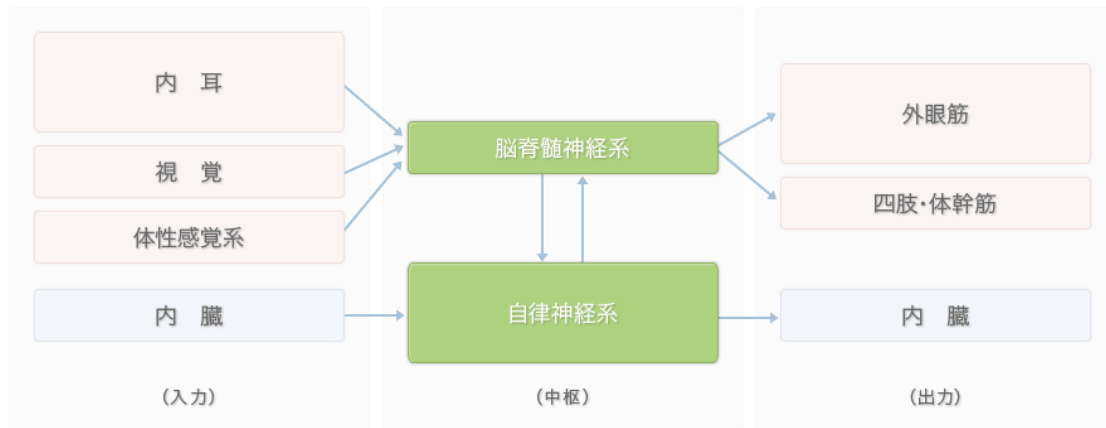 内　耳
視　覚
体性感覚系
内　臓
（入力）
脳脊髄神経系
自律神経系
（中枢）
外眼筋
四肢・体幹筋
内　臓
（出力）